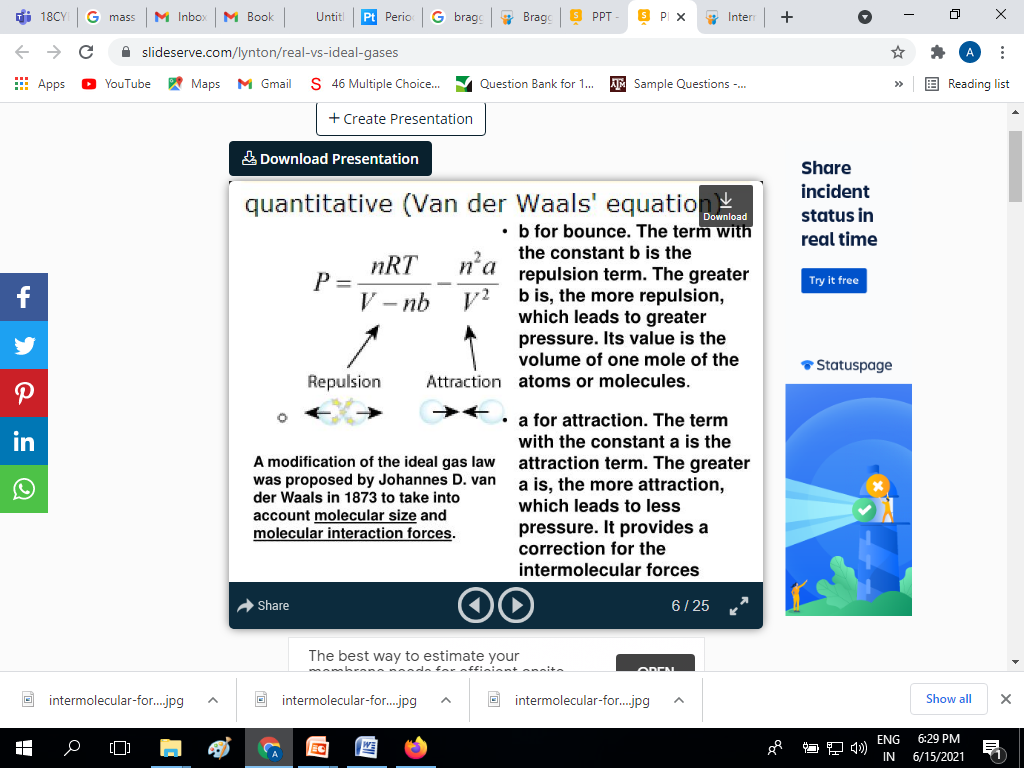 18CY
mass
Inbox
Book
Untitl
Pt Perio
bragg
Bragg
PPT -
P
Intern
slideserve.com/lynton/real-vs-ideal-gases
A
Apps
YouTube
Maps
Gmail
46 Multiple Choice...
Question Bank for 1...
Sample Questions -...
»
Reading list
+ Create Presentation
Download Presentation
quantitative (Van der Waals' equation)
Download
P = nRT / (V − nb) − n²a / V²
Repulsion
Attraction
A modification of the ideal gas law
was proposed by Johannes D. van
der Waals in 1873 to take into
account molecular size and
molecular interaction forces.
• b for bounce. The term with
the constant b is the
repulsion term. The greater
b is, the more repulsion,
which leads to greater
pressure. Its value is the
volume of one mole of the
atoms or molecules.
• a for attraction. The term
with the constant a is the
attraction term. The greater
a is, the more attraction,
which leads to less
pressure. It provides a
correction for the
intermolecular forces
Share
6 / 25
Share
incident
status in
real time
Try it free
Statuspage
The best way to estimate your
membrane needs for efficient onsite
OPEN
intermolecular-for....jpg
intermolecular-for....jpg
intermolecular-for....jpg
Show all
ENG
IN
6:29 PM
6/15/2021
1